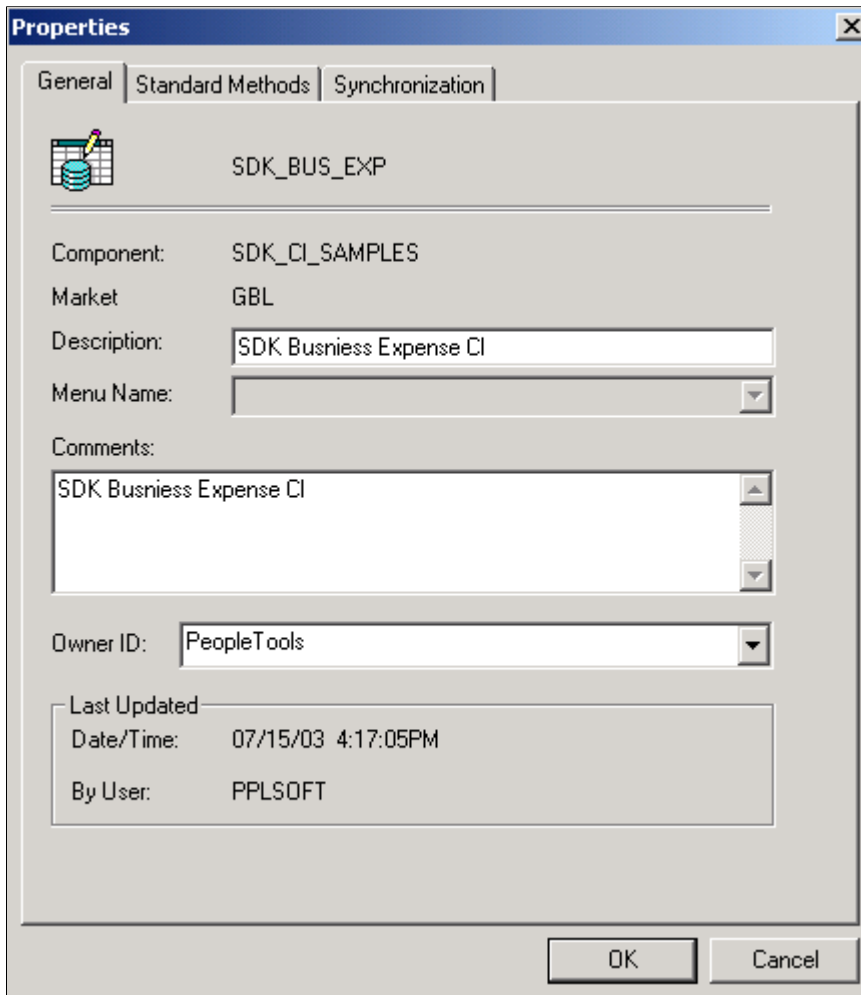 Properties
General Standard Methods Synchronization
SDK_BUS_EXP
Component: SDK_CI_SAMPLES
Market GBL
Description: SDK Busniess Expense CI
Menu Name:
Comments:
SDK Busniess Expense CI
Owner ID: PeopleTools
Last Updated
Date/Time: 07/15/03 4:17:05PM
By User: PPLSOFT
OK Cancel